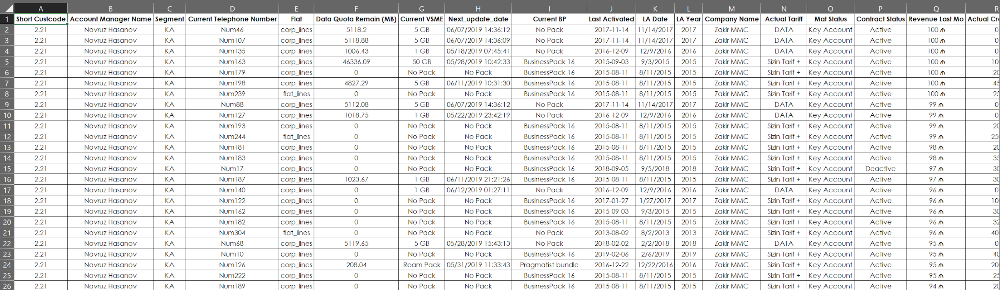 A B C D E F G H I J K L M N O P Q R
1 Short Custcode Account Manager Name Segment Current Telephone Number Flat Data Quota Remain (MB) Current VSME Next_update_date Current BP Last Activated LA Date LA Year Company Name Actual Tariff Mat Status Contract Status Revenue Last Mo Actual Cre
2 2.21 Novruz Hasanov KA Num46 corp_lines 5118.2 5 GB 06/07/2019 14:36:12 No Pack 2017-11-14 11/14/2017 2017 Zakir MMC DATA Key Account Active 100 ₼ 0
3 2.21 Novruz Hasanov KA Num107 corp_lines 5118.88 5 GB 06/07/2019 14:36:09 No Pack 2017-11-14 11/14/2017 2017 Zakir MMC DATA Key Account Active 100 ₼ 0
4 2.21 Novruz Hasanov KA Num135 corp_lines 1006.43 1 GB 05/18/2019 07:45:41 No Pack 2016-12-09 12/9/2016 2016 Zakir MMC DATA Key Account Active 100 ₼ 0
5 2.21 Novruz Hasanov KA Num163 corp_lines 46336.09 50 GB 05/28/2019 10:42:33 BusinessPack 16 2015-09-03 9/3/2015 2015 Zakir MMC Sizin Tarif + Key Account Active 100 ₼ 10
6 2.21 Novruz Hasanov KA Num179 corp_lines 0 No Pack No Pack BusinessPack 16 2015-08-11 8/11/2015 2015 Zakir MMC Sizin Tarif + Key Account Active 100 ₼ 20
7 2.21 Novruz Hasanov KA Num198 corp_lines 4827.29 5 GB 06/11/2019 10:31:30 BusinessPack 16 2015-08-11 8/11/2015 2015 Zakir MMC Sizin Tarif + Key Account Active 100 ₼ 45
8 2.21 Novruz Hasanov KA Num239 flat_lines 0 No Pack No Pack BusinessPack 16 2015-08-11 8/11/2015 2015 Zakir MMC Sizin Tarif + Key Account Active 100 ₼ 25
9 2.21 Novruz Hasanov KA Num88 corp_lines 5112.08 5 GB 06/07/2019 14:36:12 No Pack 2017-11-14 11/14/2017 2017 Zakir MMC DATA Key Account Active 99 ₼ 0
10 2.21 Novruz Hasanov KA Num127 corp_lines 1018.75 1 GB 05/22/2019 23:42:19 No Pack 2016-12-09 12/9/2016 2016 Zakir MMC DATA Key Account Active 99 ₼ 0
11 2.21 Novruz Hasanov KA Num193 corp_lines 0 No Pack No Pack BusinessPack 16 2015-08-11 8/11/2015 2015 Zakir MMC Sizin Tarif + Key Account Active 99 ₼ 20
12 2.21 Novruz Hasanov KA Num244 flat_lines 0 No Pack No Pack BusinessPack 16 2015-08-11 8/11/2015 2015 Zakir MMC Sizin Tarif + Key Account Active 99 ₼ 250
13 2.21 Novruz Hasanov KA Num181 corp_lines 0 No Pack No Pack BusinessPack 16 2015-08-11 8/11/2015 2015 Zakir MMC Sizin Tarif + Key Account Active 98 ₼ 20
14 2.21 Novruz Hasanov KA Num183 corp_lines 0 No Pack No Pack BusinessPack 16 2015-08-11 8/11/2015 2015 Zakir MMC Sizin Tarif + Key Account Active 98 ₼ 35
15 2.21 Novruz Hasanov KA Num17 corp_lines 0 No Pack No Pack BusinessPack 16 2018-09-05 9/5/2018 2018 Zakir MMC Sizin Tarif + Key Account Deactive 97 ₼ 30
16 2.21 Novruz Hasanov KA Num187 corp_lines 1023.67 1 GB 06/11/2019 21:21:26 BusinessPack 16 2015-08-11 8/11/2015 2015 Zakir MMC Sizin Tarif + Key Account Active 97 ₼ 30
17 2.21 Novruz Hasanov KA Num140 corp_lines 0 1 GB 06/12/2019 01:27:11 No Pack 2016-12-09 12/9/2016 2016 Zakir MMC DATA Key Account Active 96 ₼ 0
18 2.21 Novruz Hasanov KA Num122 corp_lines 0 No Pack No Pack BusinessPack 16 2017-01-27 1/27/2017 2017 Zakir MMC Sizin Tarif + Key Account Active 96 ₼ 10
19 2.21 Novruz Hasanov KA Num162 corp_lines 0 No Pack No Pack BusinessPack 16 2015-09-03 9/3/2015 2015 Zakir MMC Sizin Tarif + Key Account Active 96 ₼ 30
20 2.21 Novruz Hasanov KA Num182 corp_lines 0 No Pack No Pack BusinessPack 16 2015-08-11 8/11/2015 2015 Zakir MMC Sizin Tarif + Key Account Active 96 ₼ 32
21 2.21 Novruz Hasanov KA Num304 flat_lines 0 No Pack No Pack No Pack 2013-08-02 8/2/2013 2013 Zakir MMC Sizin Tarif + Key Account Active 96 ₼ 400
22 2.21 Novruz Hasanov KA Num68 corp_lines 5119.65 5 GB 05/28/2019 15:43:13 No Pack 2018-02-02 2/2/2018 2018 Zakir MMC DATA Key Account Active 95 ₼ 0
23 2.21 Novruz Hasanov KA Num10 corp_lines 0 No Pack No Pack BusinessPack 16 2019-02-06 2/6/2019 2019 Zakir MMC Sizin Tarif + Key Account Active 95 ₼ 40
24 2.21 Novruz Hasanov KA Num126 corp_lines 208.04 Roam Pack 05/31/2019 11:33:43 Pragmatist bundle 2016-12-22 12/22/2016 2016 Zakir MMC Sizin Tarif + Key Account Active 95 ₼ 200
25 2.21 Novruz Hasanov KA Num222 corp_lines 0 No Pack No Pack BusinessPack 16 2015-08-11 8/11/2015 2015 Zakir MMC Sizin Tarif + Key Account Active 95 ₼ 25
26 2.21 Novruz Hasanov KA Num189 corp_lines 0 No Pack No Pack BusinessPack 16 2015-08-11 8/11/2015 2015 Zakir MMC Sizin Tarif + Key Account Active 94 ₼ 20